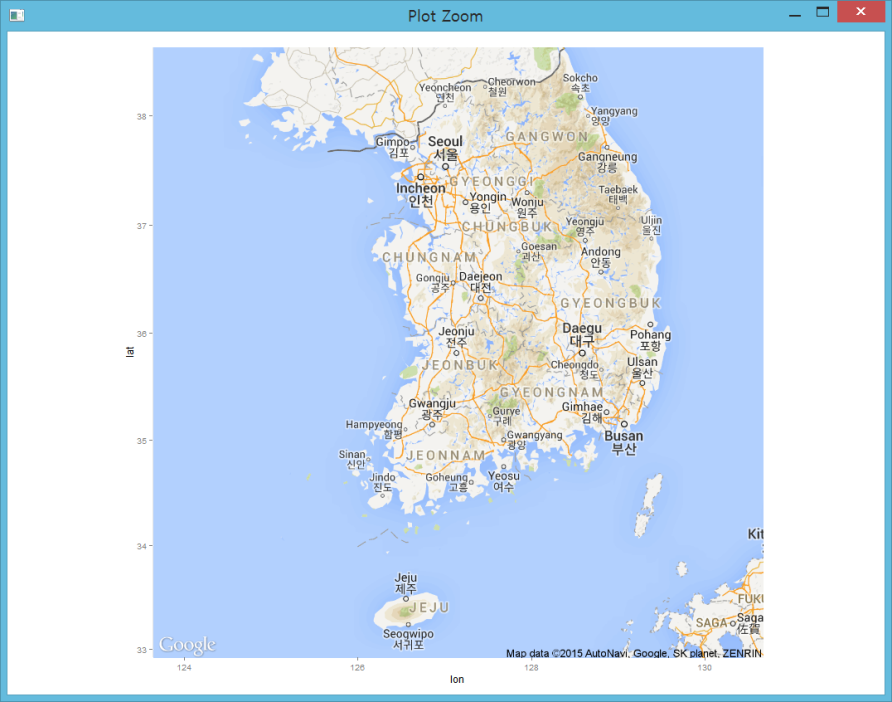 Plot Zoom
Sokcho
속초
Cheorwon
철원
Yeoncheon
연천
38
Yangyang
양양
GANGWON
Gimpo
김포
Seoul
서울
Gangneung
강릉
GYEONGGI
Incheon
인천
Taebaek
태백
Yongin
용인
Wonju
원주
37
CHUNGBUK
Yeongju
영주
Uljin
울진
Goesan
괴산
CHUNGNAM
Andong
안동
Gongju
공주
Daejeon
대전
GYEONGBUK
36
Jeonju
전주
Daegu
대구
Pohang
포항
lat
JEONBUK
Cheongdo
청도
Ulsan
울산
GYEONGNAM
Gwangju
광주
Gurye
구례
Gimhae
김해
Hampyeong
함평
35
Gwangyang
광양
Busan
부산
Sinan
신안
JEONNAM
Jindo
진도
Goheung
고흥
Yeosu
여수
34
Kit
Jeju
제주
JEJU
FUKU
SAGA
Saga
佐賀
Seogwipo
서귀포
Google
33
Map data ©2015 AutoNavi, Google, SK planet, ZENRIN
124
126
128
130
lon